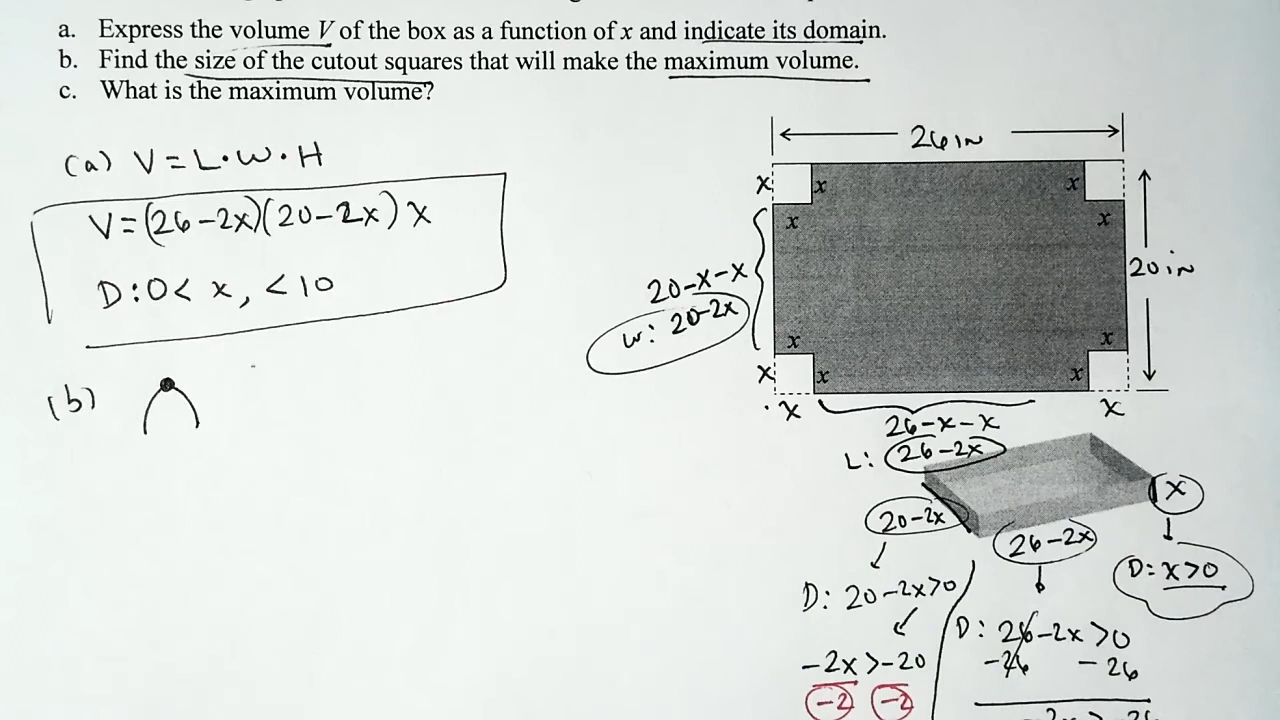 a. Express the volume V of the box as a function of x and indicate its domain.
b. Find the size of the cutout squares that will make the maximum volume.
c. What is the maximum volume?
(a) V = L·W·H
V=(26-2x)(20-2x)x
D:0< x, <10
(b)
26 in
x x x
x x
20 in
20-x-x
w: 20-2x
x x
x x x
x x
26-x-x
L: 26-2x
x
20-2x
26-2x
D: x>0
D: 20-2x>0
-2x>-20
-2 -2
D: 26-2x>0
-26 -26